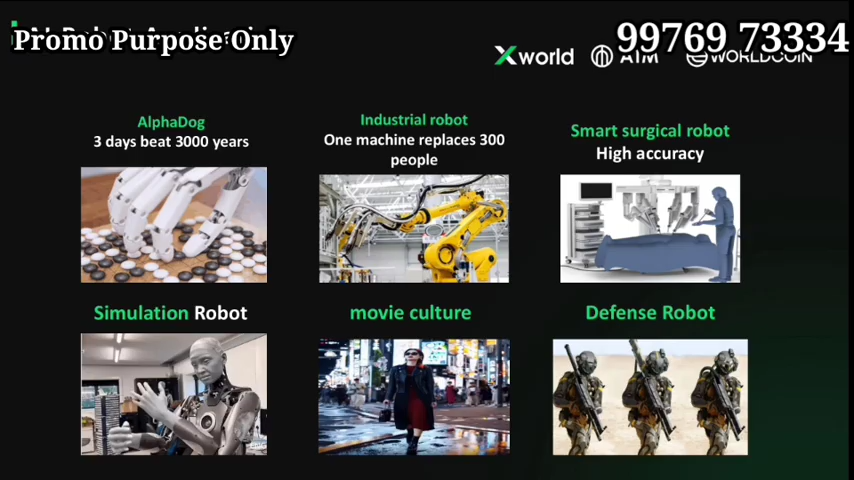 Promo Purpose Only
99769 73334
Xworld
ATM
WORLDCOIN
AlphaDog
3 days beat 3000 years
Industrial robot
One machine replaces 300
people
Smart surgical robot
High accuracy
Simulation Robot
movie culture
Defense Robot